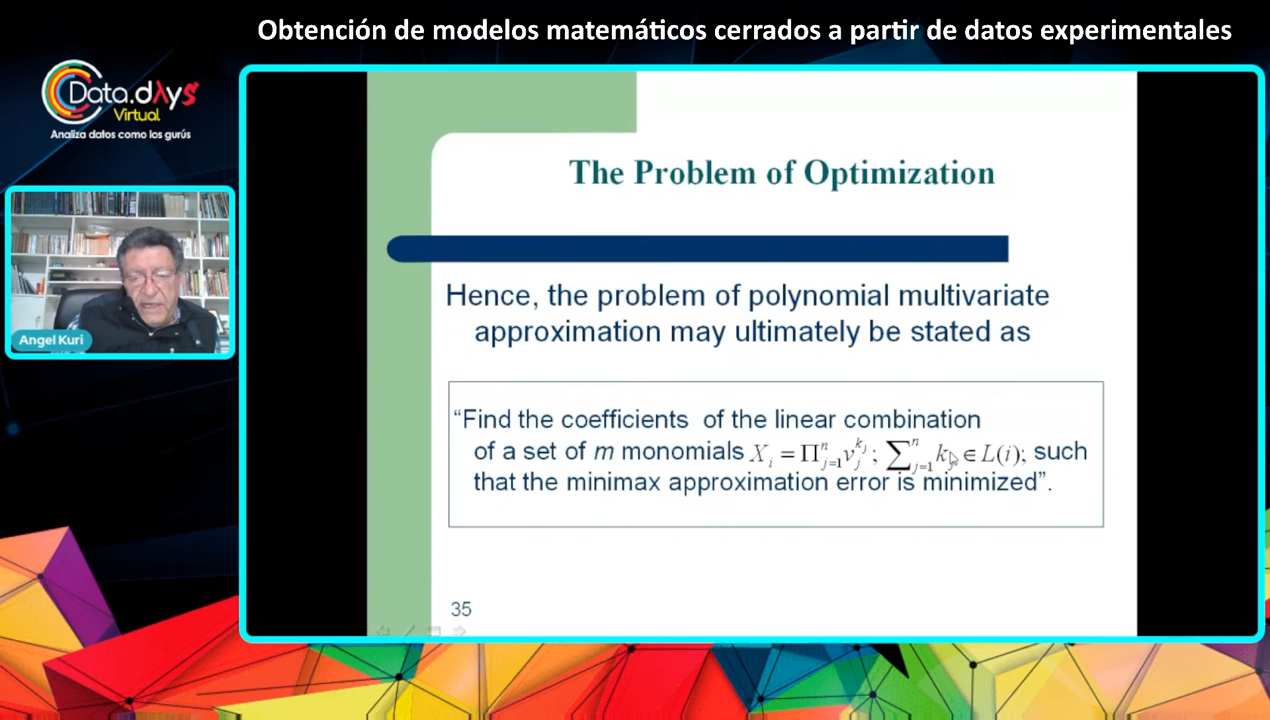 Obtención de modelos matemáticos cerrados a partir de datos experimentales
Data.dAys
Virtual
Analiza datos como los gurús
Angel Kuri
The Problem of Optimization
Hence, the problem of polynomial multivariate
approximation may ultimately be stated as
“Find the coefficients of the linear combination
of a set of m monomials X_i = Π_{j=1}^n v_j^{k_j} ; ∑_{j=1}^n k_j ∈ L(i); such
that the minimax approximation error is minimized”.
35